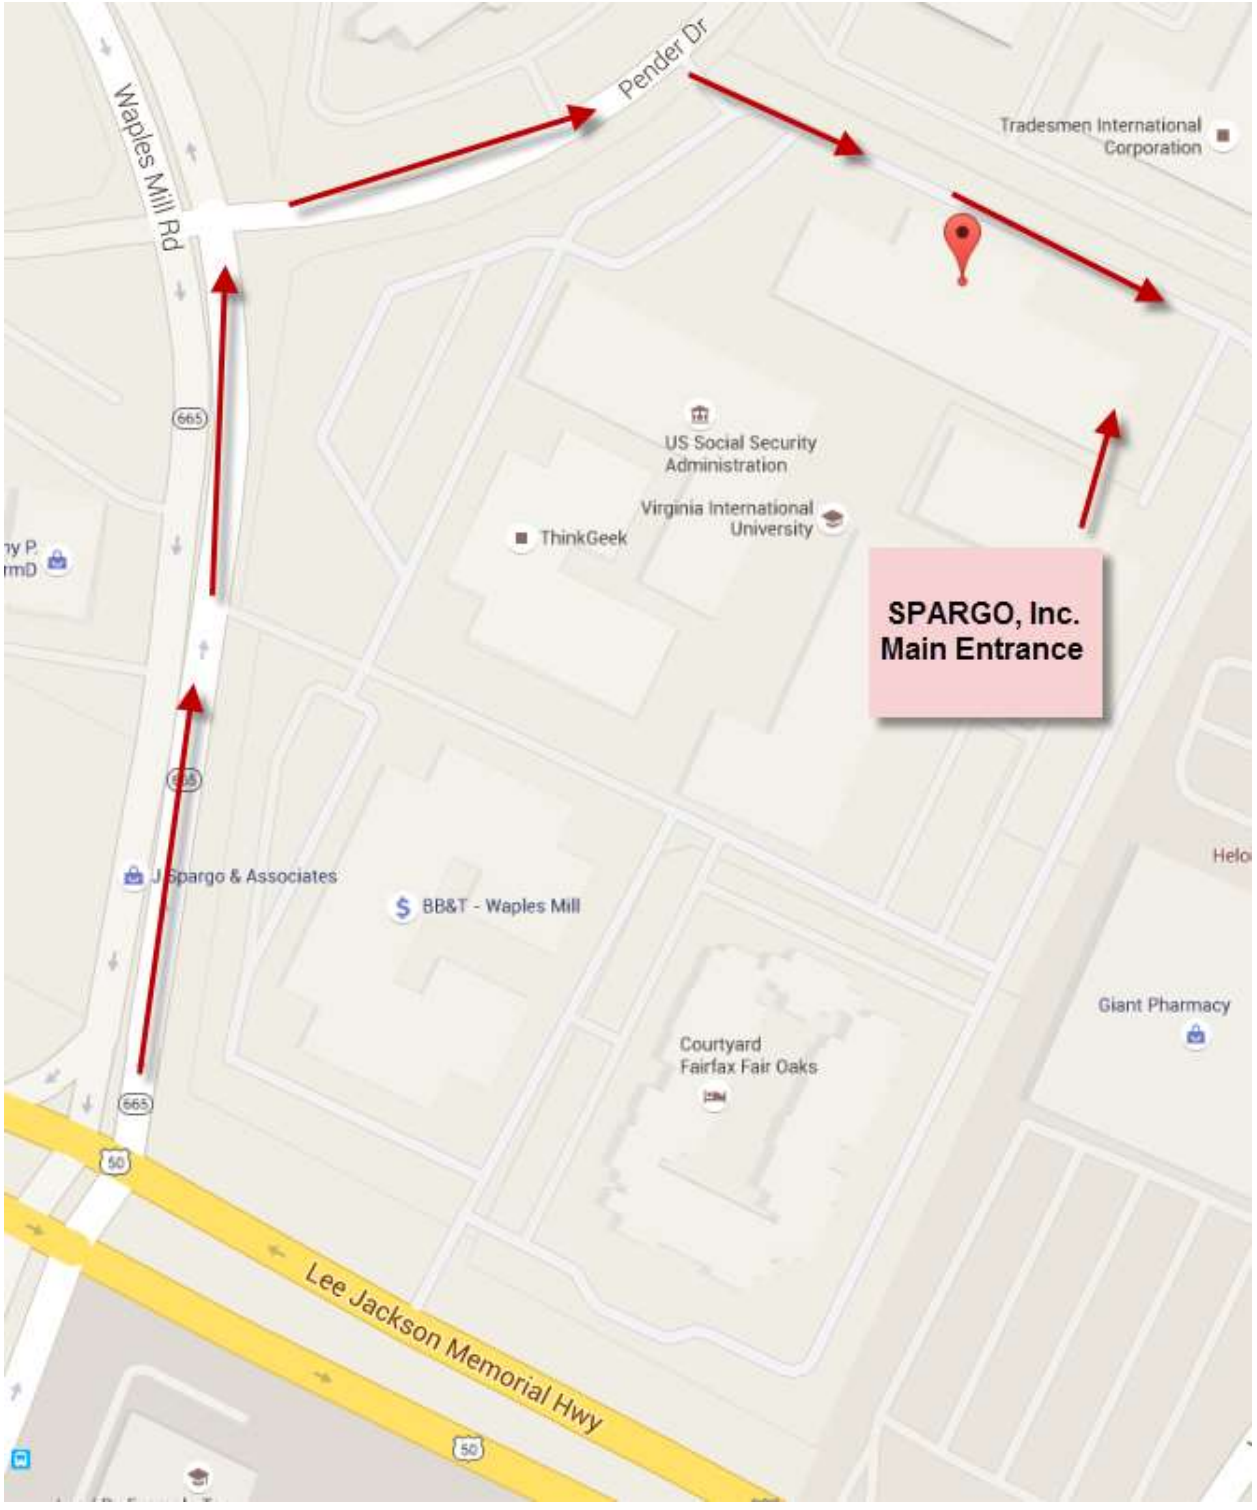 Pender Dr
Waples Mill Rd
Tradesmen International
Corporation
665
US Social Security
Administration
Virginia International
University
ThinkGeek
SPARGO, Inc.
Main Entrance
J Spargo & Associates
BB&T - Waples Mill
Giant Pharmacy
Courtyard
Fairfax Fair Oaks
665
50
Lee Jackson Memorial Hwy
50